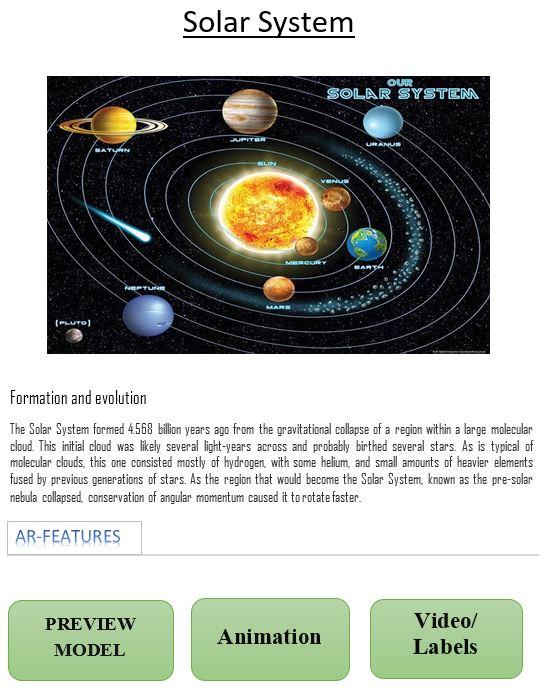 Solar System
OUR
SOLAR SYSTEM
SATURN
JUPITER
URANUS
SUN
VENUS
MERCURY
EARTH
MARS
NEPTUNE
(PLUTO)
Formation and evolution
The Solar System formed 4.568 billion years ago from the gravitational collapse of a region within a large molecular
cloud. This initial cloud was likely several light-years across and probably birthed several stars. As is typical of
molecular clouds, this one consisted mostly of hydrogen, with some helium, and small amounts of heavier elements
fused by previous generations of stars. As the region that would become the Solar System, known as the pre-solar
nebula collapsed, conservation of angular momentum caused it to rotate faster.
AR-FEATURES
PREVIEW
MODEL
Animation
Video/
Labels